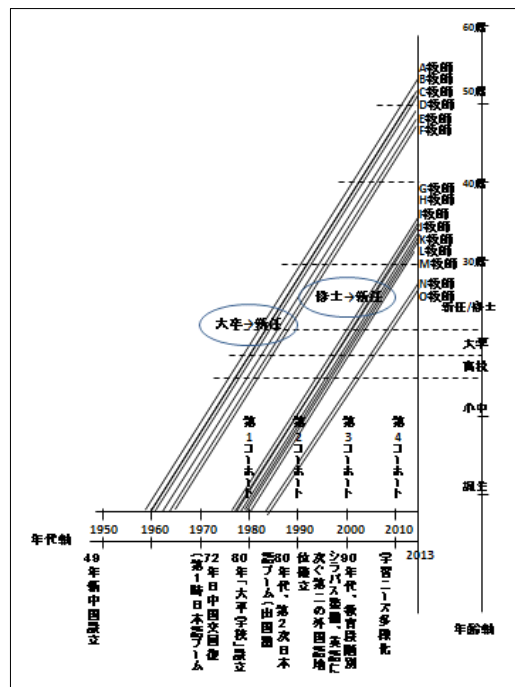 60歳
A教師
B教師
C教師
50歳
D教師
E教師
F教師
40歳
G教師
H教師
I教師
J教師
K教師
L教師
30歳
M教師
N教師
O教師
新任/修士
修士→新任
大卒→新任
大卒
高校
小中
第1コーホート
第2コーホート
第3コーホート
第4コーホート
誕生
1950
1960
1970
1980
1990
2000
2010
2013
年代軸
49年新中国設立
72年日中国交回復
(第1時日本語ブーム
80年「大平学校」設立
80年代、第2次日本
語ブーム(出国留
90年代、教育段階別
シラバス整備、英語に
次ぐ第二の外国語地
位確立
学習ニーズ多様化
年齢軸